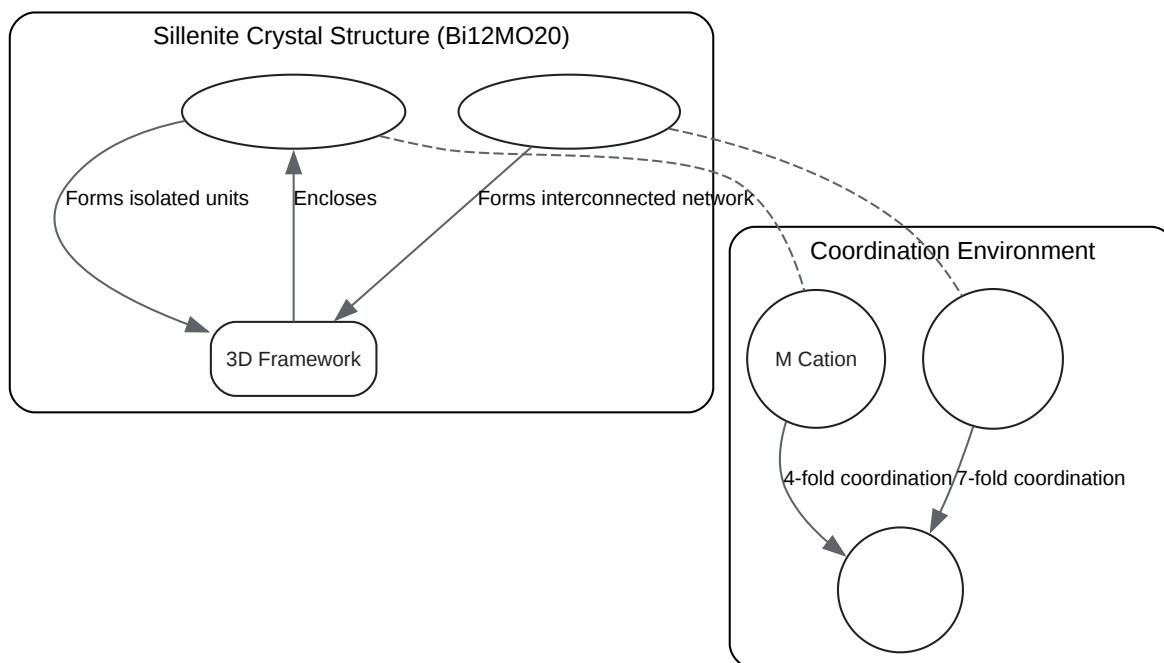 Sillenite Crystal Structure (Bi12MO20)
Forms isolated units
Encloses
Forms interconnected network
3D Framework
Coordination Environment
M Cation
4-fold coordination
7-fold coordination